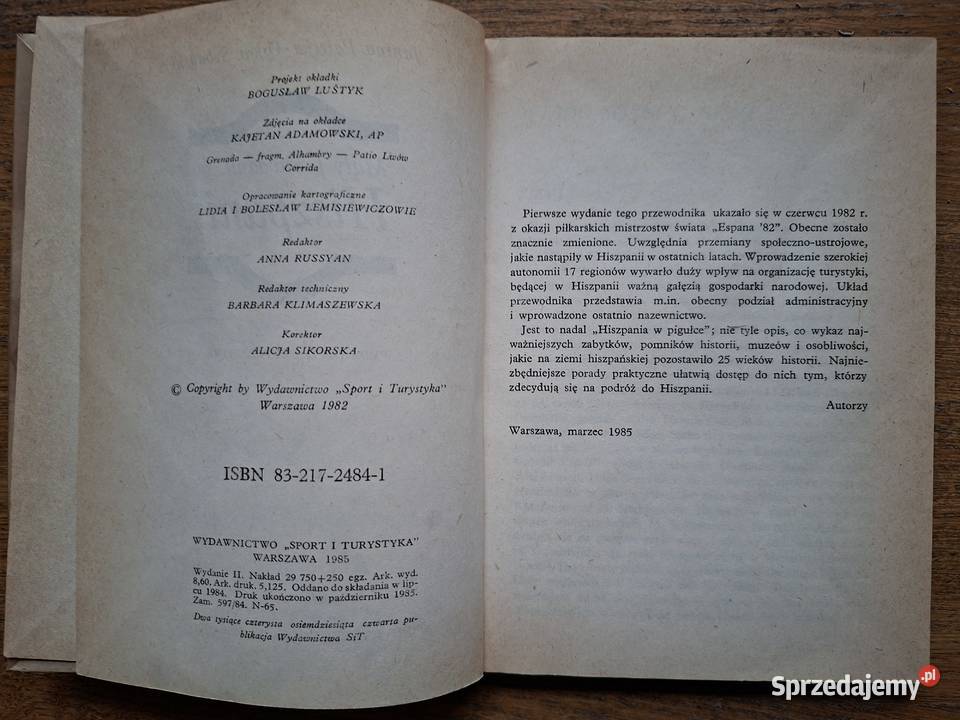 Projekt okładki
BOGUSŁAW LUŚTYK
Zdjęcia na okładce
KAJETAN ADAMOWSKI, AP
Grenada — fragm. Alhambry — Patio Lwów
Corrida
Opracowanie kartograficzne
LIDIA I BOLESŁAW LEMISIEWICZOWIE
Redaktor
ANNA RUSSYAN
Redaktor techniczny
BARBARA KLIMASZEWSKA
Korektor
ALICJA SIKORSKA
© Copyright by Wydawnictwo „Sport i Turystyka”
Warszawa 1982
ISBN 83-217-2484-1
WYDAWNICTWO „SPORT I TURYSTYKA”
WARSZAWA 1985
Wydanie II. Nakład 29 750+250 egz. Ark. wyd.
8,60. Ark. druk. 5,125. Oddano do składania w lip-
cu 1984. Druk ukończono w październiku 1985.
Zam. 597/84. N-65.
Dwa tysiące czterysta osiemdziesiąta czwarta pu-
blikacja Wydawnictwa SiT
Pierwsze wydanie tego przewodnika ukazało się w czerwcu 1982 r.
z okazji piłkarskich mistrzostw świata „Espana '82”. Obecne zostało
znacznie zmienione. Uwzględnia przemiany społeczno-ustrojowe,
jakie nastąpiły w Hiszpanii w ostatnich latach. Wprowadzenie szerokiej
autonomii 17 regionów wywarło duży wpływ na organizację turystyki,
będącej w Hiszpanii ważną gałęzią gospodarki narodowej. Układ
przewodnika przedstawia m.in. obecny podział administracyjny
i wprowadzone ostatnio nazewnictwo.
Jest to nadal „Hiszpania w pigułce”; nie tyle opis, co wykaz naj-
ważniejszych zabytków, pomników historii, muzeów i osobliwości,
jakie na ziemi hiszpańskiej pozostawiło 25 wieków historii. Najnie-
zbędniejsze porady praktyczne ułatwią dostęp do nich tym, którzy
zdecydują się na podróż do Hiszpanii.
Autorzy
Warszawa, marzec 1985
Sprzedajemy.pl